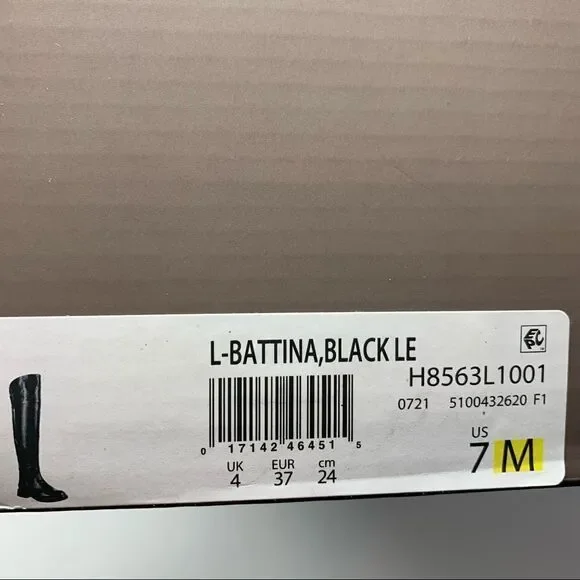 L-BATTINA,BLACK LE
H8563L1001
0721 5100432620 F1
0 17142 46451 5
UK EUR cm
4 37 24
US
7 M